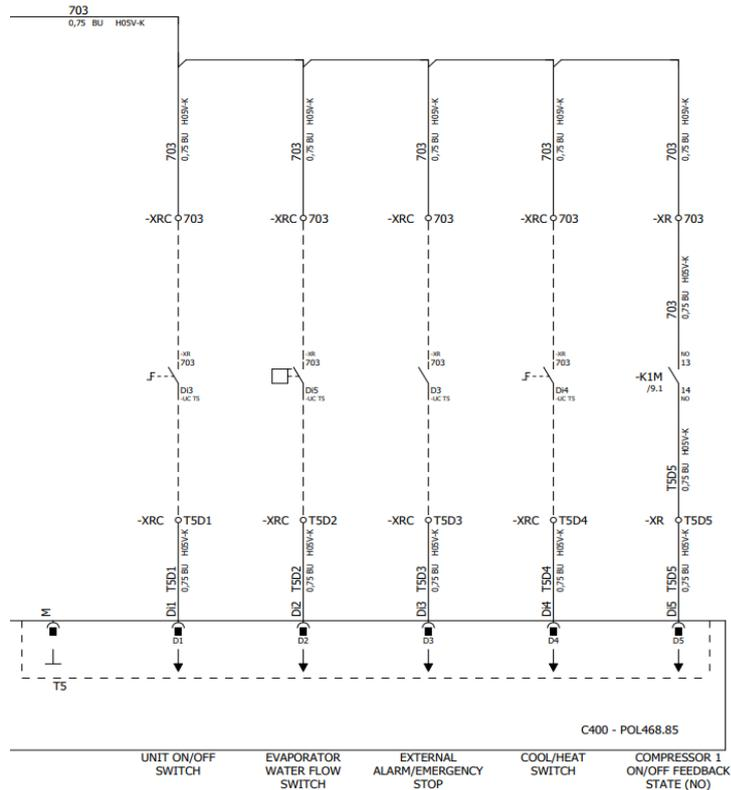 703
0,75 BU H05V-K
703
0,75 BU H05V-K
703
0,75 BU H05V-K
703
0,75 BU H05V-K
703
0,75 BU H05V-K
703
0,75 BU H05V-K
-XRC 703
-XRC 703
-XRC 703
-XRC 703
-XR 703
703
0,75 BU H05V-K
-XR
703
Di3
-UC T5
-XR
703
Di5
-UC T5
-XR
703
D3
-UC T5
-XR
703
Di4
-UC T5
NO
13
-K1M
/9.1
14
NO
T5D5
0,75 BU H05V-K
-XRC T5D1
-XRC T5D2
-XRC T5D3
-XRC T5D4
-XR T5D5
M
Di1 T5D1
0,75 BU H05V-K
Di2 T5D2
0,75 BU H05V-K
Di3 T5D3
0,75 BU H05V-K
Di4 T5D4
0,75 BU H05V-K
Di5 T5D5
0,75 BU H05V-K
D1
D2
D3
D4
D5
T5
C400 - POL468.85
UNIT ON/OFF
SWITCH
EVAPORATOR
WATER FLOW
SWITCH
EXTERNAL
ALARM/EMERGENCY
STOP
COOL/HEAT
SWITCH
COMPRESSOR 1
ON/OFF FEEDBACK
STATE (NO)